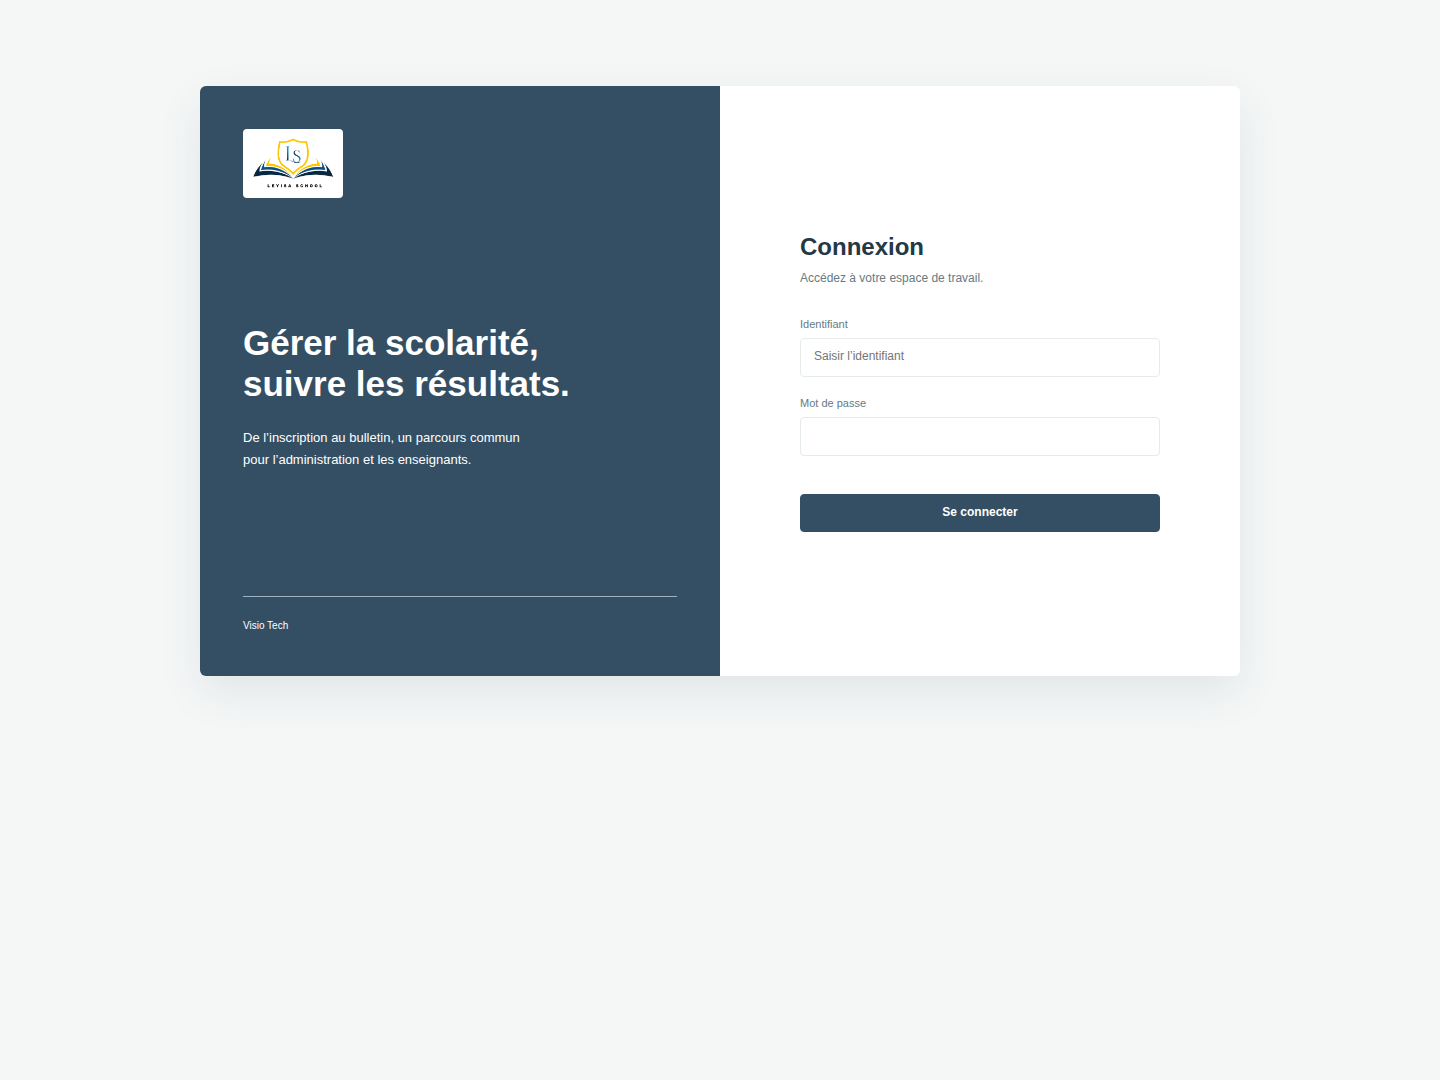 LS
LEYISA SCHOOL
Gérer la scolarité,
suivre les résultats.
De l’inscription au bulletin, un parcours commun
pour l’administration et les enseignants.
Visio Tech
Connexion
Accédez à votre espace de travail.
Identifiant
Saisir l’identifiant
Mot de passe
Se connecter